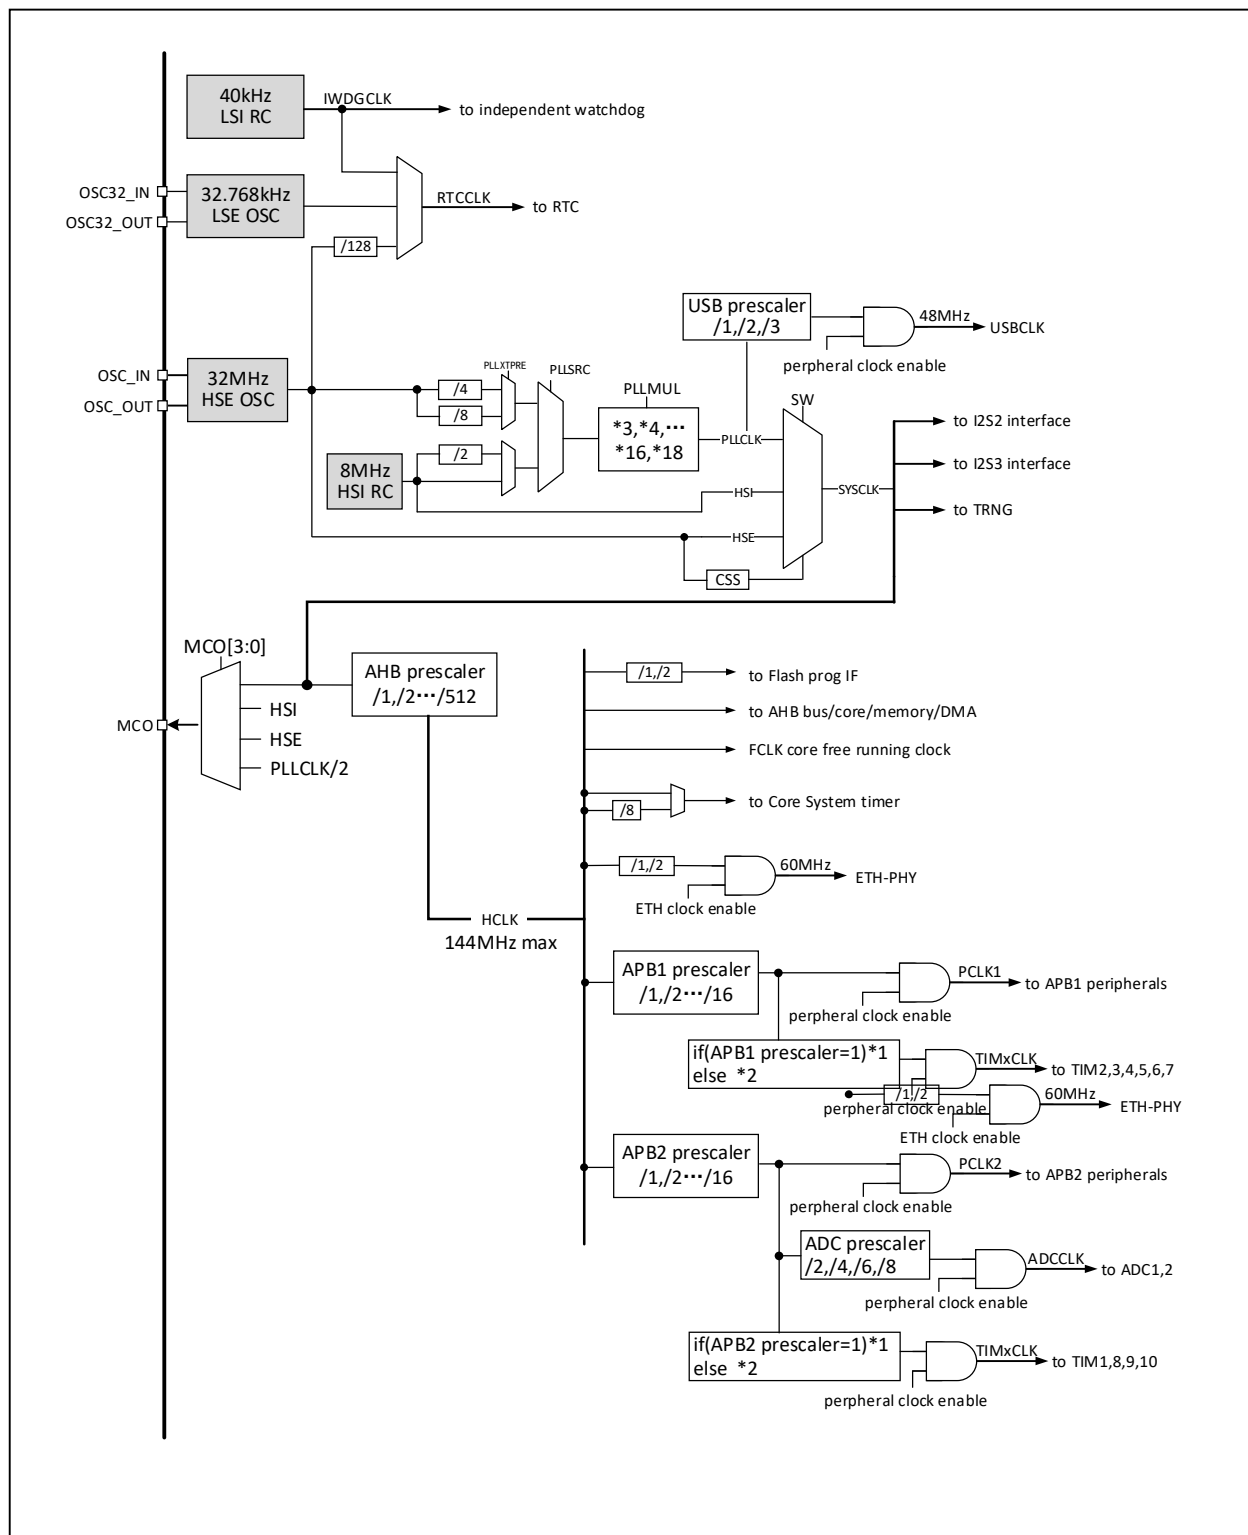 40kHz
LSI RC
IWDGCLK
to independent watchdog
OSC32_IN
OSC32_OUT
32.768kHz
LSE OSC
RTCCLK
to RTC
/128
USB prescaler
/1,/2,/3
48MHz
USBCLK
perpheral clock enable
OSC_IN
OSC_OUT
32MHz
HSE OSC
PLLXTPRE
PLLSRC
/4
/8
PLLMUL
*3,*4,···
*16,*18
PLLCLK
SW
8MHz
HSI RC
/2
HSI
HSE
CSS
SYSCLK
to I2S2 interface
to I2S3 interface
to TRNG
MCO[3:0]
MCO
HSI
HSE
PLLCLK/2
AHB prescaler
/1,/2···/512
/1,/2
to Flash prog IF
to AHB bus/core/memory/DMA
FCLK core free running clock
/8
to Core System timer
/1,/2
60MHz
ETH-PHY
ETH clock enable
HCLK
144MHz max
APB1 prescaler
/1,/2···/16
PCLK1
to APB1 peripherals
perpheral clock enable
if(APB1 prescaler=1)*1
else *2
TIMxCLK
to TIM2,3,4,5,6,7
/1,/2
perpheral clock enable
60MHz
ETH-PHY
ETH clock enable
APB2 prescaler
/1,/2···/16
PCLK2
to APB2 peripherals
perpheral clock enable
ADC prescaler
/2,/4,/6,/8
ADCCLK
to ADC1,2
perpheral clock enable
if(APB2 prescaler=1)*1
else *2
TIMxCLK
to TIM1,8,9,10
perpheral clock enable